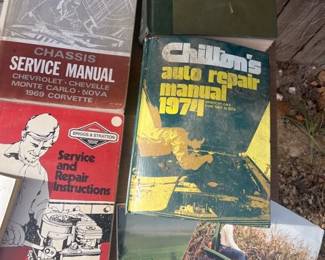 CHASSIS
SERVICE MANUAL
CHEVROLET - CHEVELLE
MONTE CARLO - NOVA
1969 CORVETTE
Chilton's
auto repair
manual
1974
BRIGGS & STRATTON
Service and
Repair
Instructions